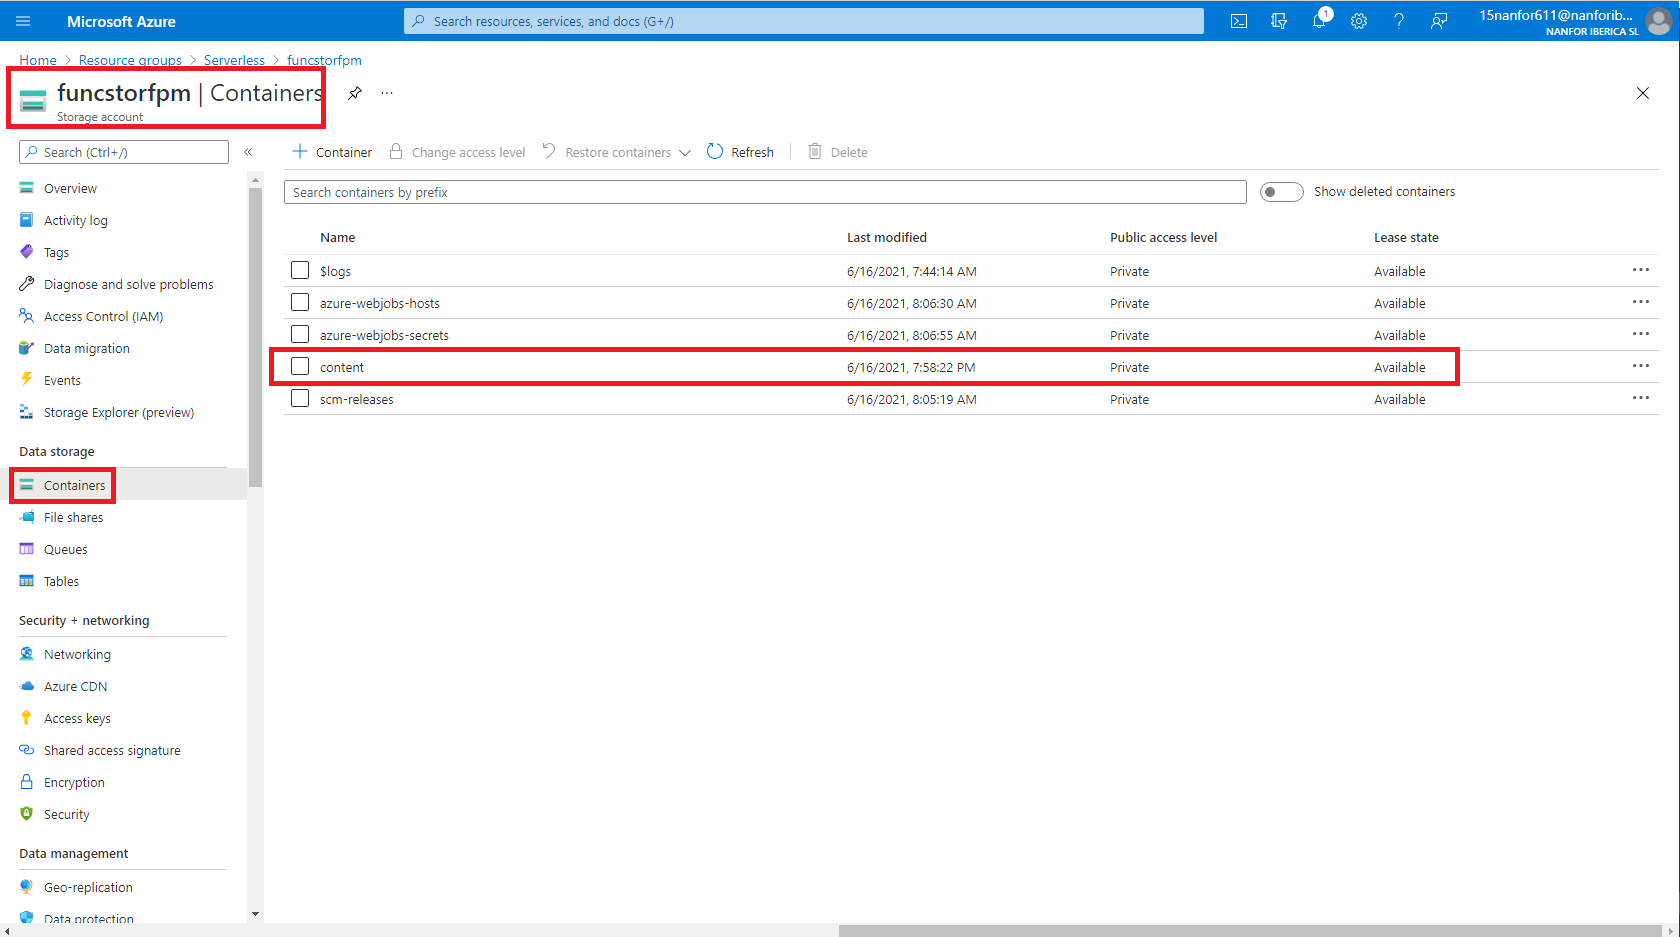 Microsoft Azure
Search resources, services, and docs (G+/)
1
15nanfor611@nanforib...
NANFOR IBERICA SL
Home > Resource groups > Serverless > funcstorfpm
funcstorfpm | Containers
Storage account
Search (Ctrl+/)
Overview
Activity log
Tags
Diagnose and solve problems
Access Control (IAM)
Data migration
Events
Storage Explorer (preview)
Data storage
Containers
File shares
Queues
Tables
Security + networking
Networking
Azure CDN
Access keys
Shared access signature
Encryption
Security
Data management
Geo-replication
Data protection
Container Change access level Restore containers Refresh Delete
Search containers by prefix
Show deleted containers
Name Last modified Public access level Lease state
$logs 6/16/2021, 7:44:14 AM Private Available
azure-webjobs-hosts 6/16/2021, 8:06:30 AM Private Available
azure-webjobs-secrets 6/16/2021, 8:06:55 AM Private Available
content 6/16/2021, 7:58:22 PM Private Available
scm-releases 6/16/2021, 8:05:19 AM Private Available